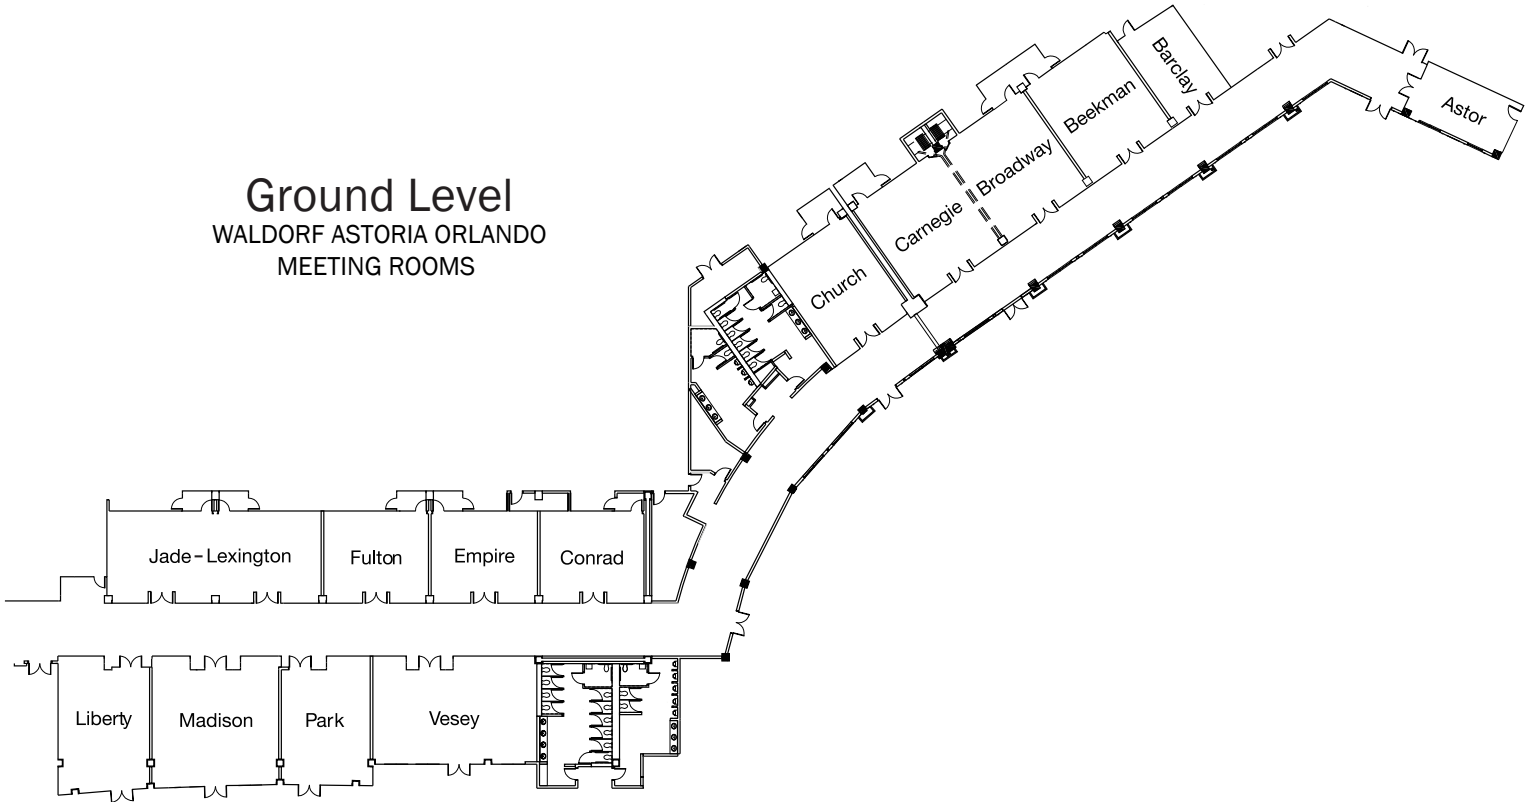 Ground Level
WALDORF ASTORIA ORLANDO
MEETING ROOMS
Barclay
Astor
Beekman
Broadway
Carnegie
Church
Jade-Lexington
Fulton
Empire
Conrad
Liberty
Madison
Park
Vesey